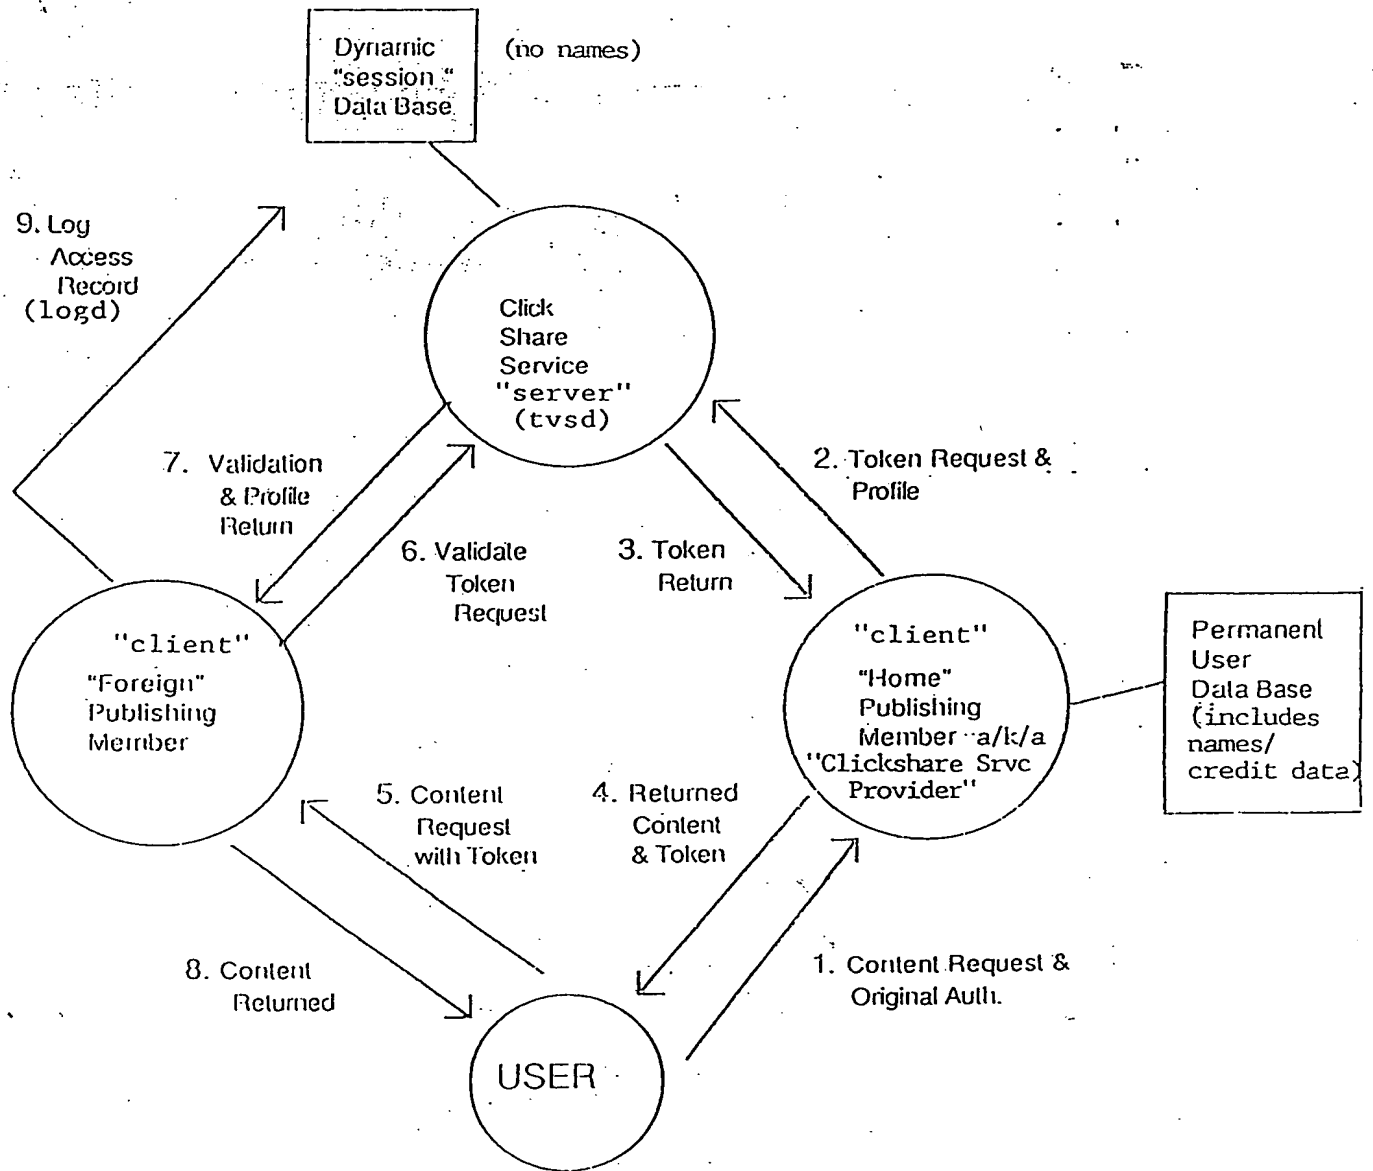 Dynamic
"session "
Data Base
(no names)
9. Log
Access
Record
(logd)
Click
Share
Service
"server"
(tvsd)
7. Validation
& Profile
Return
6. Validate
Token
Request
2. Token Request &
Profile
3. Token
Return
"client"
"Foreign"
Publishing
Member
"client"
"Home"
Publishing
Member a/k/a
"Clickshare Srvc
Provider"
Permanent
User
Data Base
(includes
names/
credit data)
5. Content
Request
with Token
4. Returned
Content
& Token
8. Content
Returned
1. Content Request &
Original Auth.
USER